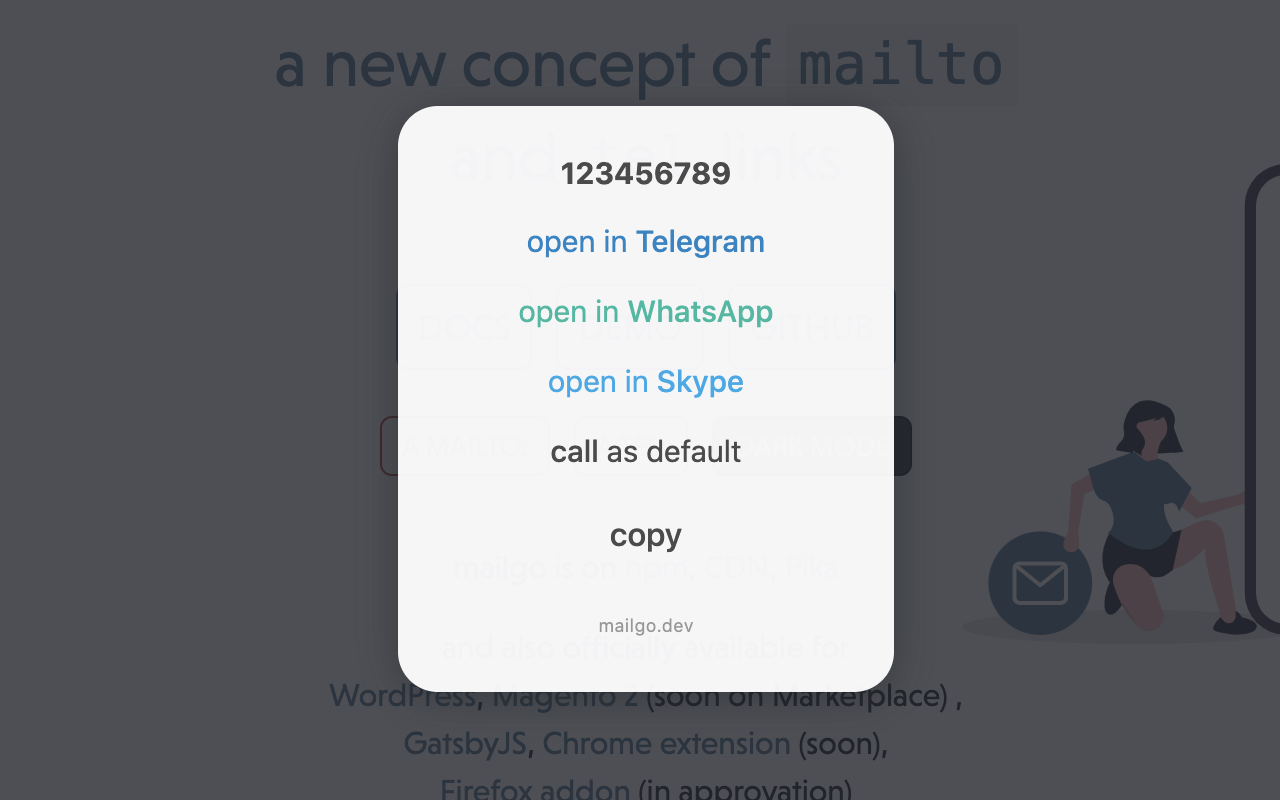 a new concept of mailto
and tel links
123456789
open in Telegram
open in WhatsApp
DOCS DEMO GITHUB
open in Skype
call as default
A MAILTO DARK MODE
copy
mailgo is on npm, CDN, Pika
mailgo.dev
and also officially available for
WordPress, Magento 2 (soon on Marketplace) ,
GatsbyJS, Chrome extension (soon),
Firefox addon (in approvation)